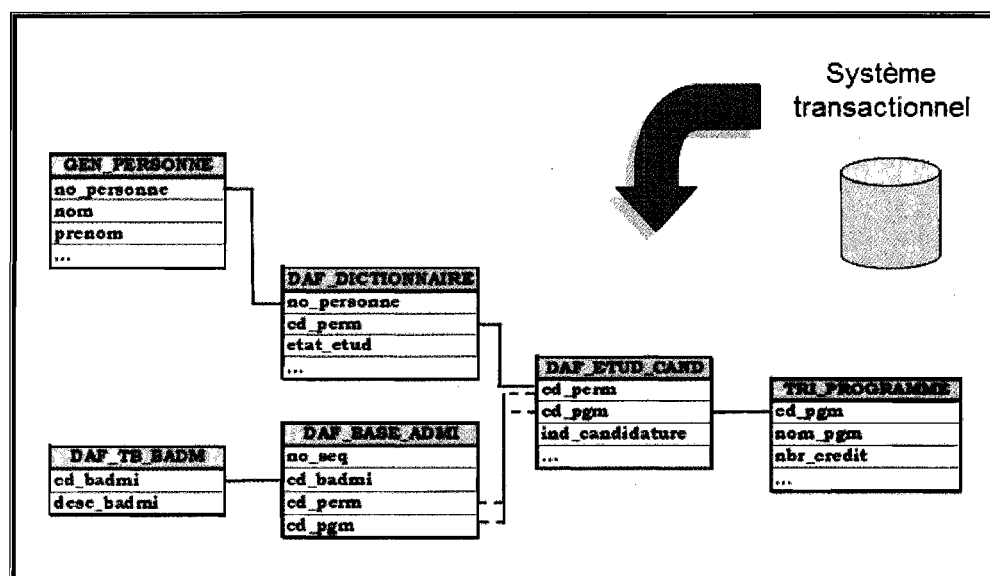 Système
transactionnel
GEN_PERSONNE
no_personne
nom
prenom
...
DAF_DICTIONNAIRE
no_personne
cd_perm
etat_etud
...
DAF_ETUD_CAND
cd_perm
cd_pgm
ind_candidature
...
TRI_PROGRAMME
cd_pgm
nom_pgm
nbr_credit
...
DAF_TB_BADM
cd_badmi
desc_badmi
DAF_BASE_ADMI
no_seq
cd_badmi
cd_perm
cd_pgm